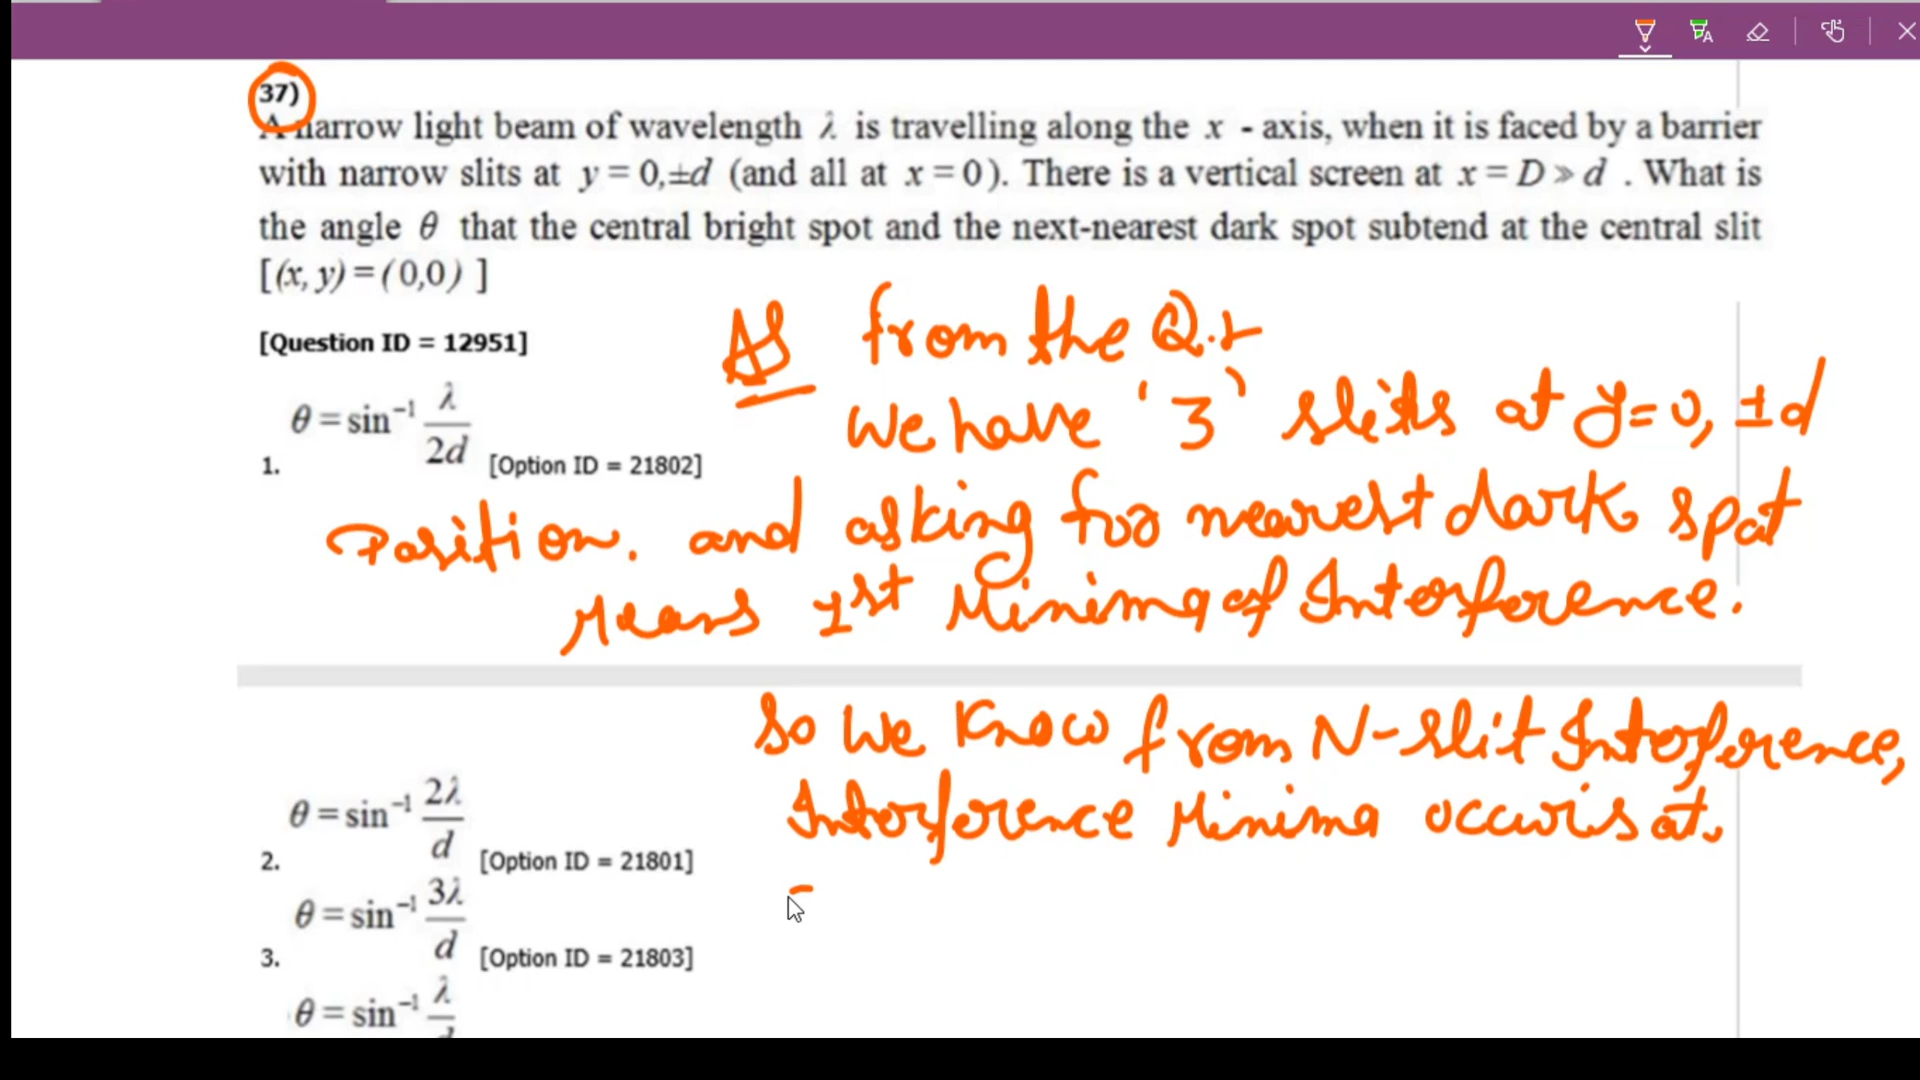 37)
A narrow light beam of wavelength λ is travelling along the x - axis, when it is faced by a barrier
with narrow slits at y = 0,±d (and all at x = 0). There is a vertical screen at x = D >> d . What is
the angle θ that the central bright spot and the next-nearest dark spot subtend at the central slit
[(x, y) = (0,0) ]
As from the Q.t
[Question ID = 12951]
We have '3' slits at y=0, ±d
θ = sin⁻¹ λ/2d
1. [Option ID = 21802]
Position. and asking for nearest dark spot
Means 1st Minima of Interference.
So We Know from N-slit Interference,
Interference Minima occurs at.
θ = sin⁻¹ 2λ/d
2. [Option ID = 21801]
θ = sin⁻¹ 3λ/d
3. [Option ID = 21803]
θ = sin⁻¹ λ/d